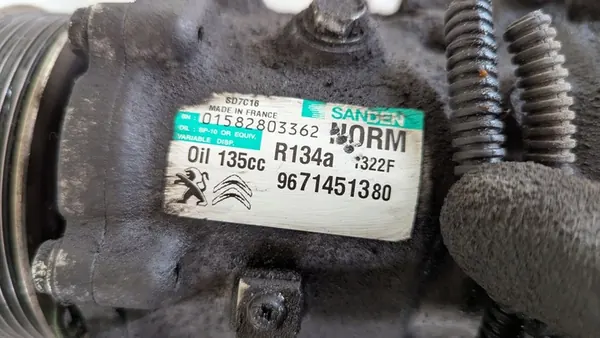 SD7C16
MADE IN FRANCE
SANDEN
SN: 01582803362
NORM
OIL: SP-10 OR EQUIV.
VARIABLE DISP.
Oil 135cc R134a 1322F
9671451380